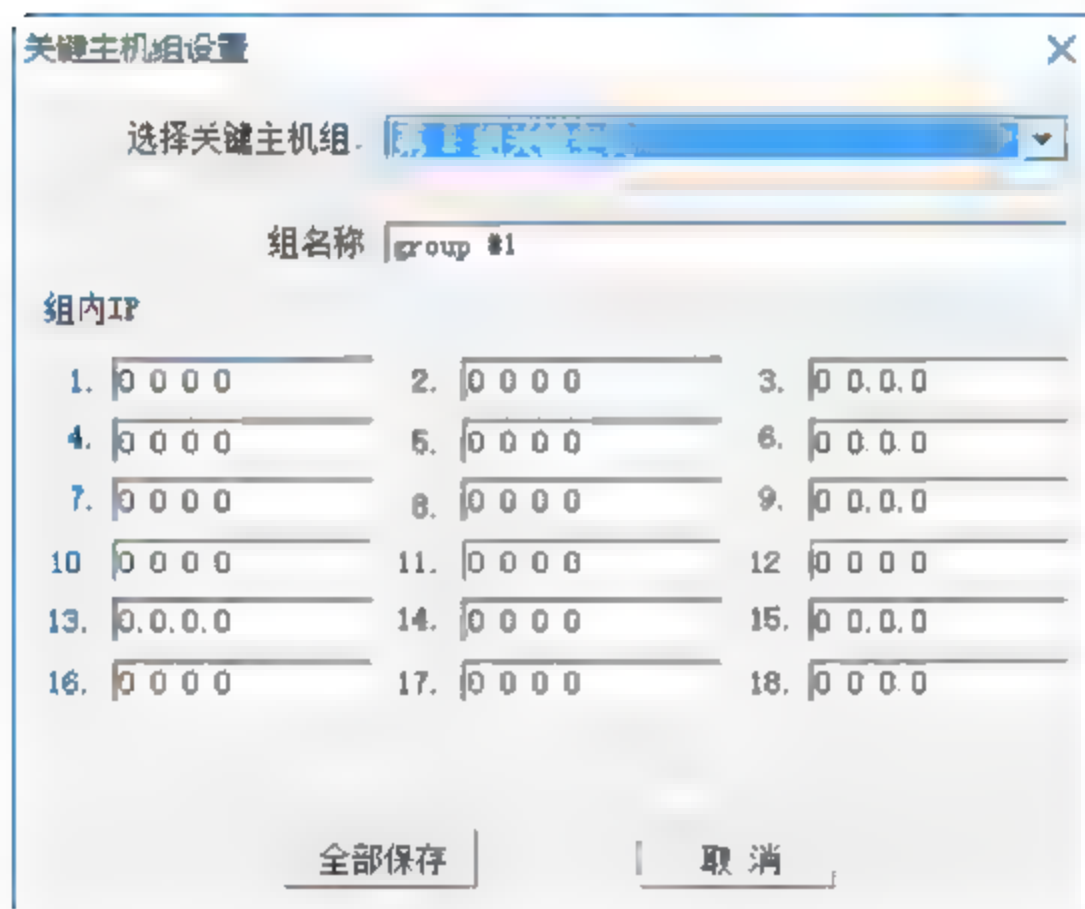 关键主机组设置
选择关键主机组.
组名称 group #1
组内IP
1. 0 0 0 0 2. 0 0 0 0 3. 0 0.0.0
4. 0 0 0 0 5. 0 0 0 0 6. 0 0.0.0
7. 0 0 0 0 8. 0 0 0 0 9. 0 0.0.0
10 0 0 0 0 11. 0 0 0 0 12 0 0 0 0
13. 0.0.0.0 14. 0 0 0 0 15. 0 0.0.0
16. 0 0 0 0 17. 0 0 0 0 18. 0 0 0.0
全部保存 取 消